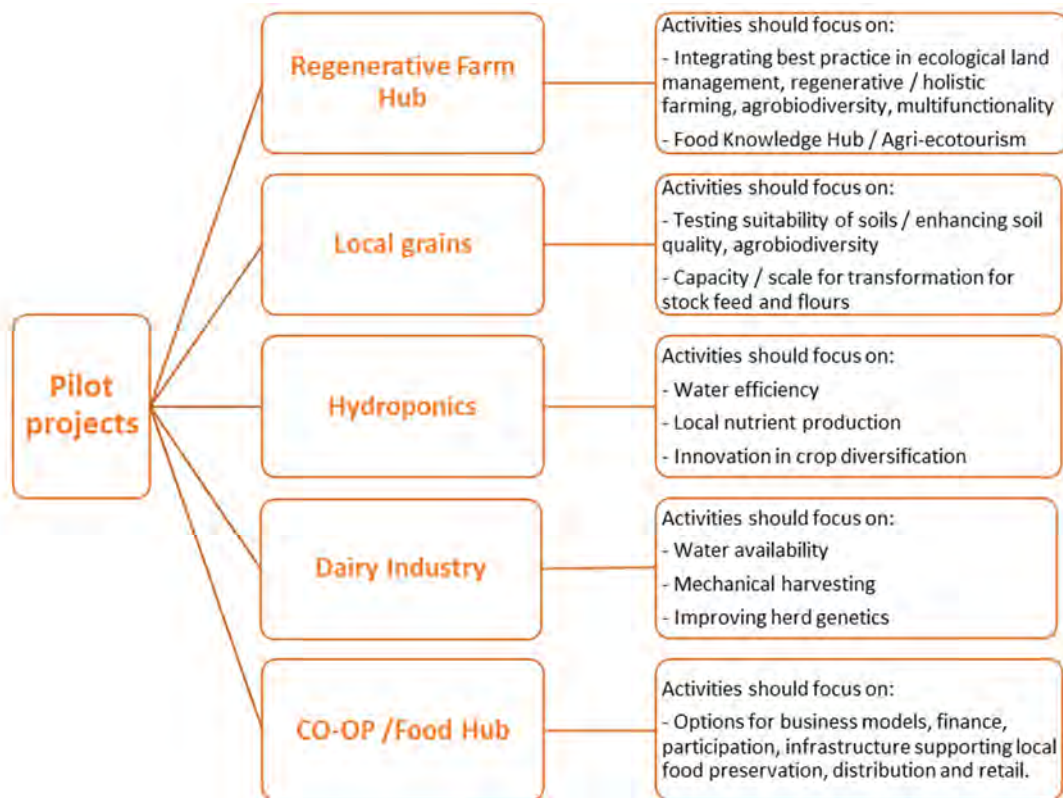 Pilot
projects
Regenerative Farm
Hub
Activities should focus on:
- Integrating best practice in ecological land
management, regenerative / holistic
farming, agrobiodiversity, multifunctionality
- Food Knowledge Hub / Agri-ecotourism
Local grains
Activities should focus on:
- Testing suitability of soils / enhancing soil
quality, agrobiodiversity
- Capacity / scale for transformation for
stock feed and flours
Hydroponics
Activities should focus on:
- Water efficiency
- Local nutrient production
- Innovation in crop diversification
Dairy Industry
Activities should focus on:
- Water availability
- Mechanical harvesting
- Improving herd genetics
CO-OP /Food Hub
Activities should focus on:
- Options for business models, finance,
participation, infrastructure supporting local
food preservation, distribution and retail.